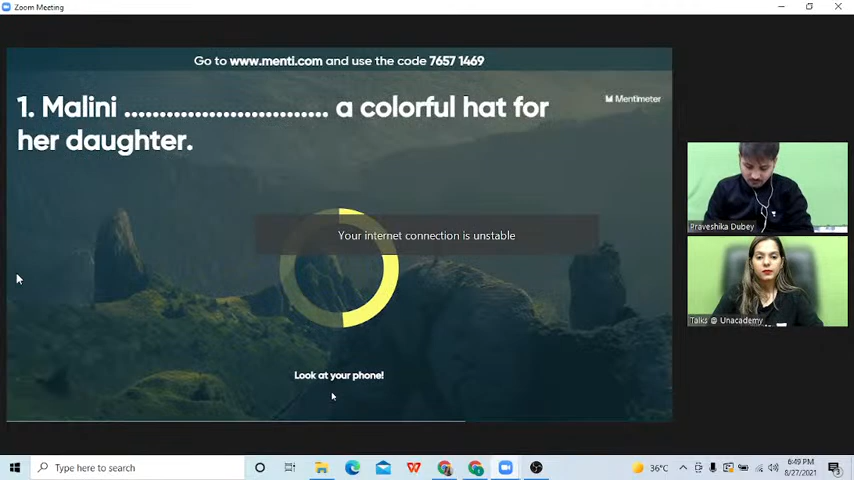 Zoom Meeting
Go to www.menti.com and use the code 7657 1469
1. Malini ............................. a colorful hat for
her daughter.
Mentimeter
Your internet connection is unstable
Look at your phone!
Praveshika Dubey
Talks @ Unacademy
Type here to search
36°C
6:49 PM
8/27/2021